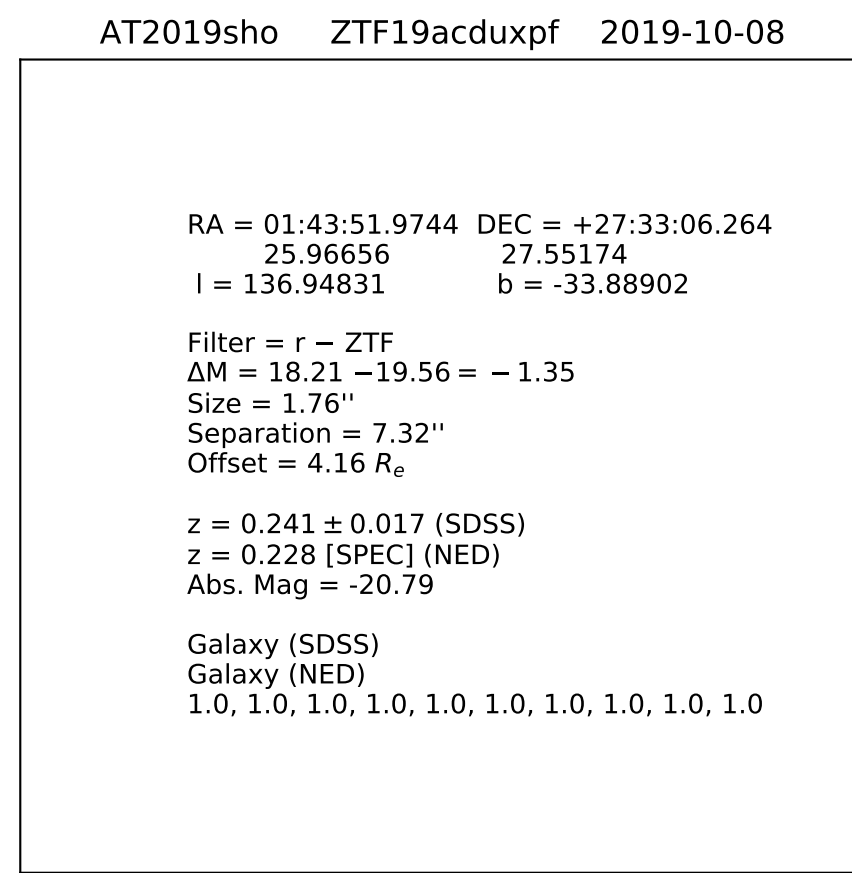 AT2019sho ZTF19acduxpf 2019-10-08
RA = 01:43:51.9744 DEC = +27:33:06.264
25.96656 27.55174
l = 136.94831 b = -33.88902
Filter = r − ZTF
ΔM = 18.21 −19.56 = − 1.35
Size = 1.76''
Separation = 7.32''
Offset = 4.16 Re
z = 0.241 ± 0.017 (SDSS)
z = 0.228 [SPEC] (NED)
Abs. Mag = -20.79
Galaxy (SDSS)
Galaxy (NED)
1.0, 1.0, 1.0, 1.0, 1.0, 1.0, 1.0, 1.0, 1.0, 1.0